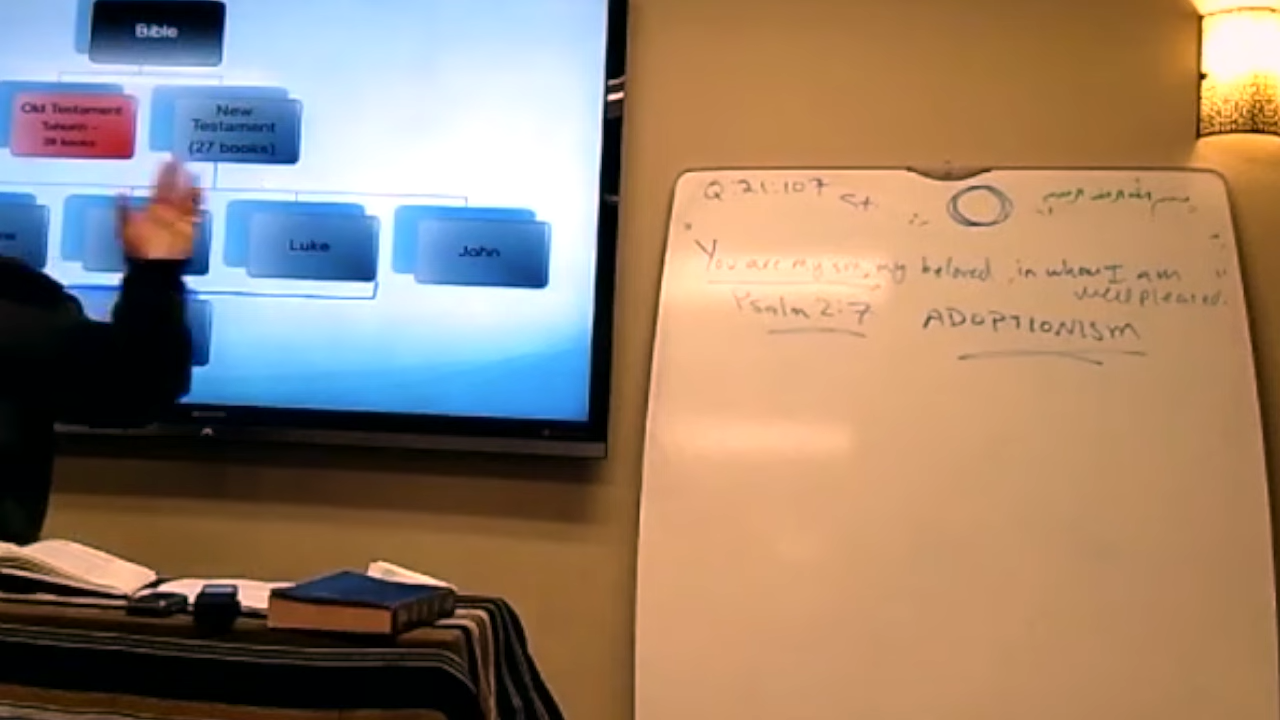 Bible
Old Testament
39 books
New
Testament
(27 books)
Luke
John
Q:21:107
You are my son, my beloved, in whom I am
well pleased.
Psalm 2:7
ADOPTIONISM